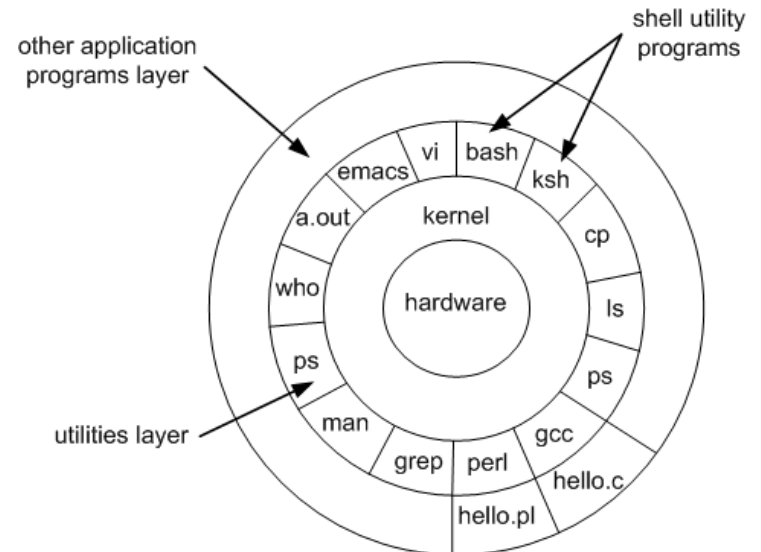 shell utility
programs
other application
programs layer
vi
bash
emacs
ksh
a.out
kernel
cp
who
hardware
ls
ps
ps
man
gcc
utilities layer
grep
perl
hello.c
hello.pl